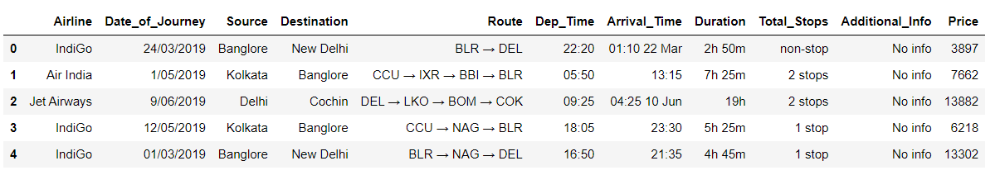 Airline Date_of_Journey Source Destination Route Dep_Time Arrival_Time Duration Total_Stops Additional_Info Price
0 IndiGo 24/03/2019 Banglore New Delhi BLR → DEL 22:20 01:10 22 Mar 2h 50m non-stop No info 3897
1 Air India 1/05/2019 Kolkata Banglore CCU → IXR → BBI → BLR 05:50 13:15 7h 25m 2 stops No info 7662
2 Jet Airways 9/06/2019 Delhi Cochin DEL → LKO → BOM → COK 09:25 04:25 10 Jun 19h 2 stops No info 13882
3 IndiGo 12/05/2019 Kolkata Banglore CCU → NAG → BLR 18:05 23:30 5h 25m 1 stop No info 6218
4 IndiGo 01/03/2019 Banglore New Delhi BLR → NAG → DEL 16:50 21:35 4h 45m 1 stop No info 13302